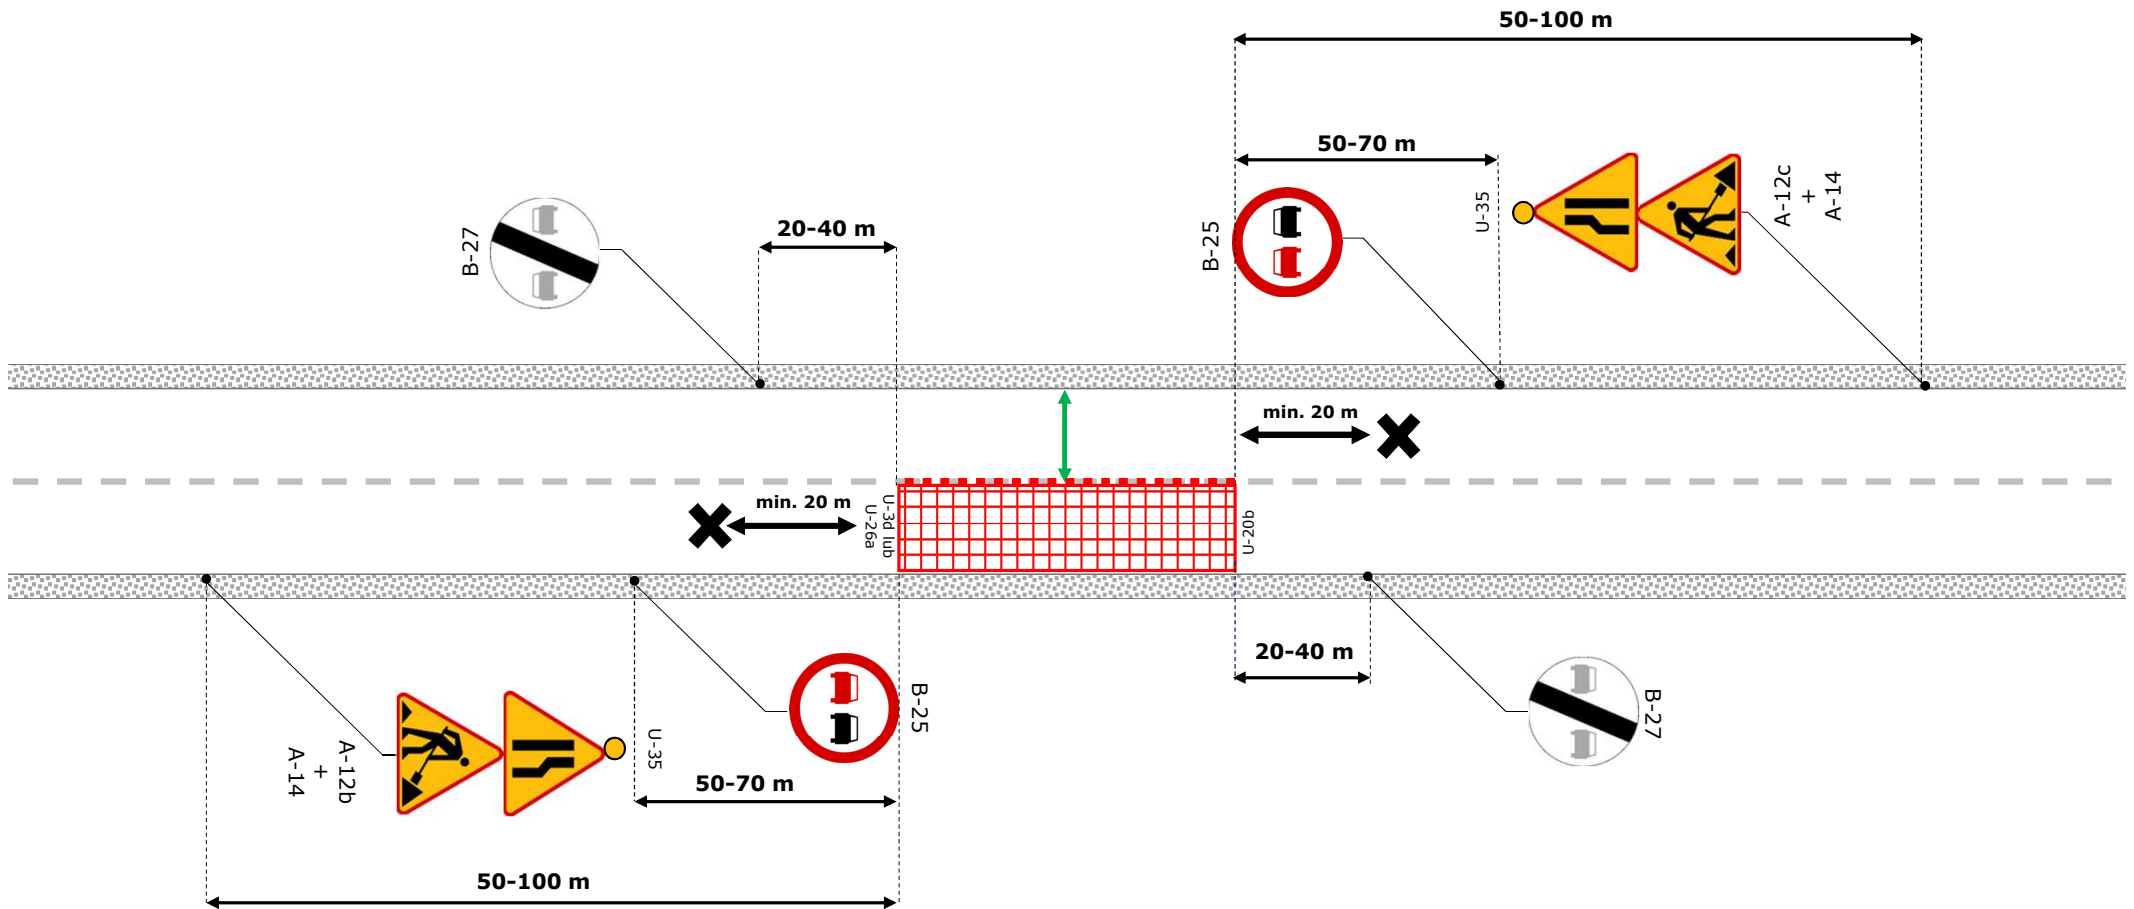 50-100 m
50-70 m
A-12c
+
A-14
U-35
B-25
20-40 m
B-27
min. 20 m
min. 20 m
U-3d lub
U-26a
U-20b
20-40 m
B-27
B-25
U-35
50-70 m
A-12b
+
A-14
50-100 m